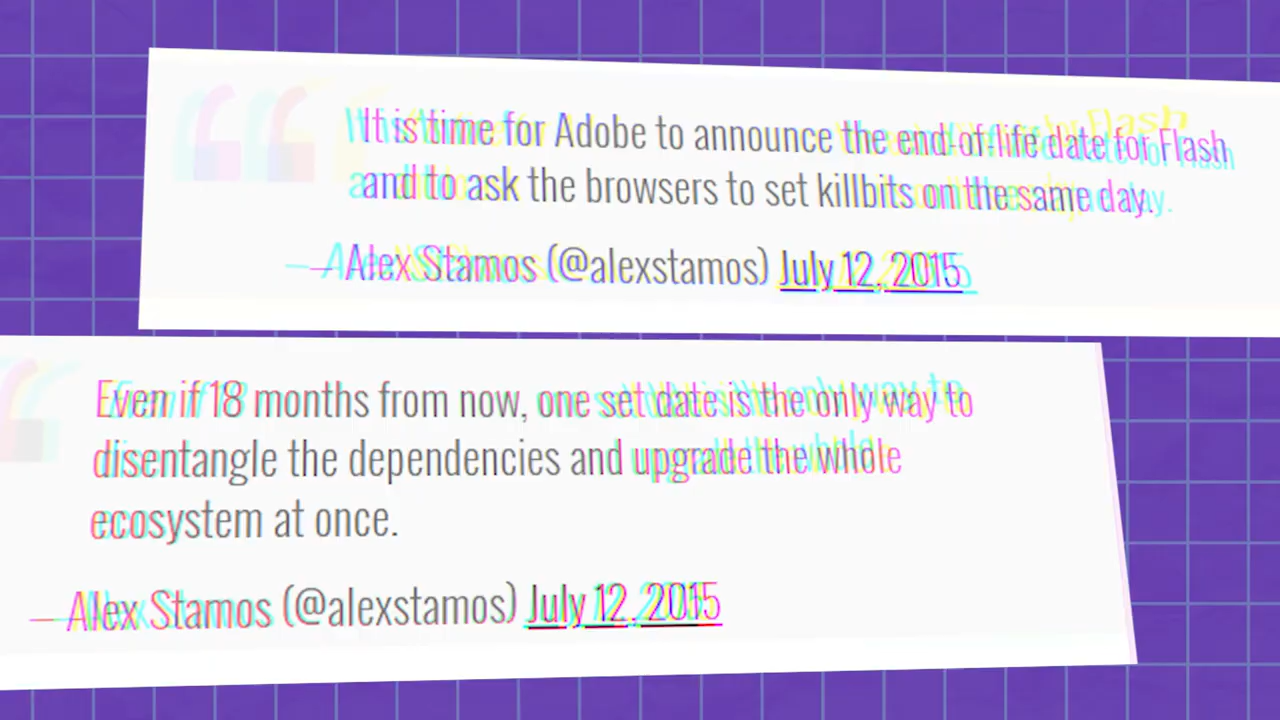 It is time for Adobe to announce the end-of-life date for Flash
and to ask the browsers to set killbits on the same day.
— Alex Stamos (@alexstamos) July 12, 2015
Even if 18 months from now, one set date is the only way to
disentangle the dependencies and upgrade the whole
ecosystem at once.
— Alex Stamos (@alexstamos) July 12, 2015